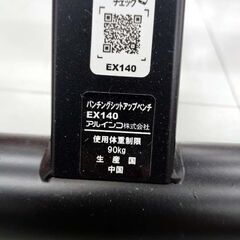 チェック
EX140
パンチングシットアップベンチ
EX140
アルインコ株式会社
使用体重制限
90kg
生産国
中国